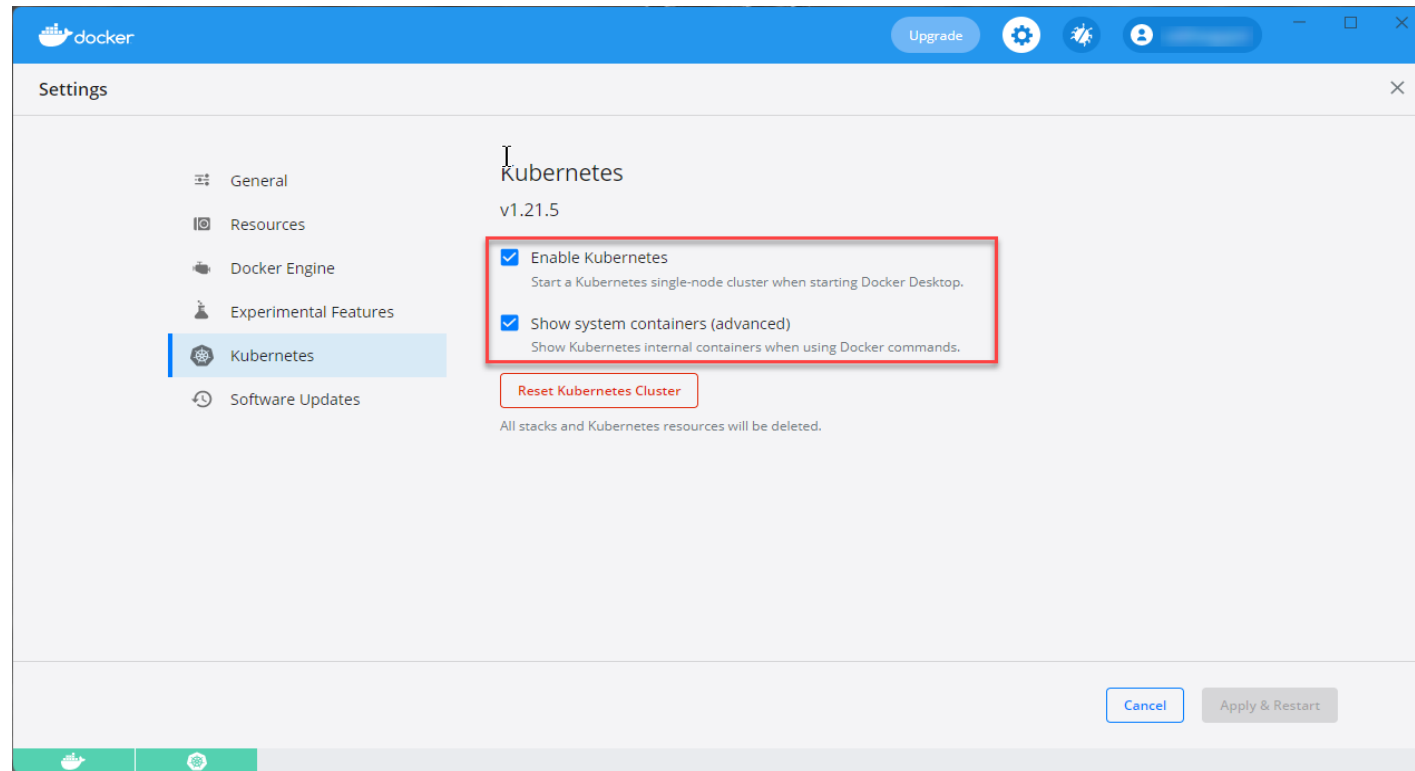 docker
Upgrade
Settings
General
Resources
Docker Engine
Experimental Features
Kubernetes
Software Updates
Kubernetes
v1.21.5
Enable Kubernetes
Start a Kubernetes single-node cluster when starting Docker Desktop.
Show system containers (advanced)
Show Kubernetes internal containers when using Docker commands.
Reset Kubernetes Cluster
All stacks and Kubernetes resources will be deleted.
Cancel
Apply & Restart